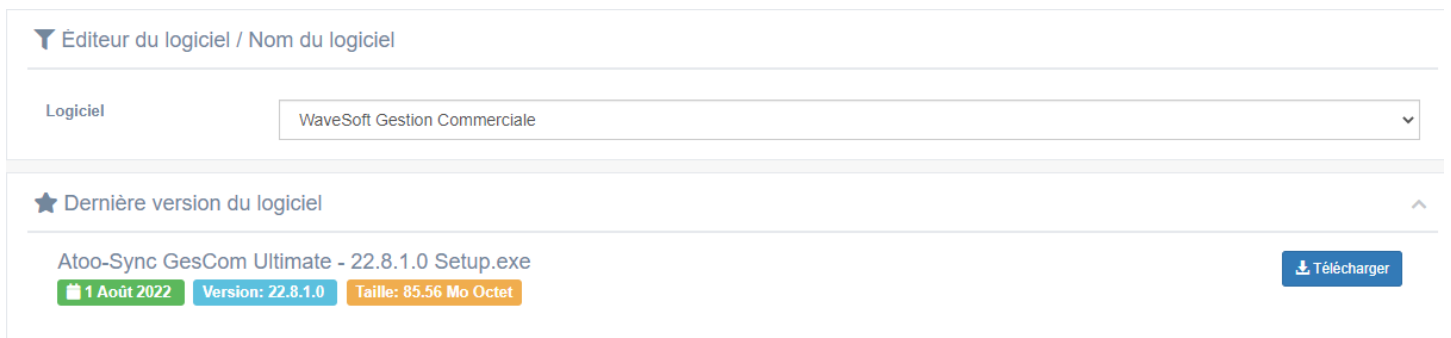 Éditeur du logiciel / Nom du logiciel
Logiciel
WaveSoft Gestion Commerciale
Dernière version du logiciel
Atoo-Sync GesCom Ultimate - 22.8.1.0 Setup.exe
Télécharger
1 Août 2022 Version: 22.8.1.0 Taille: 85.56 Mo Octet